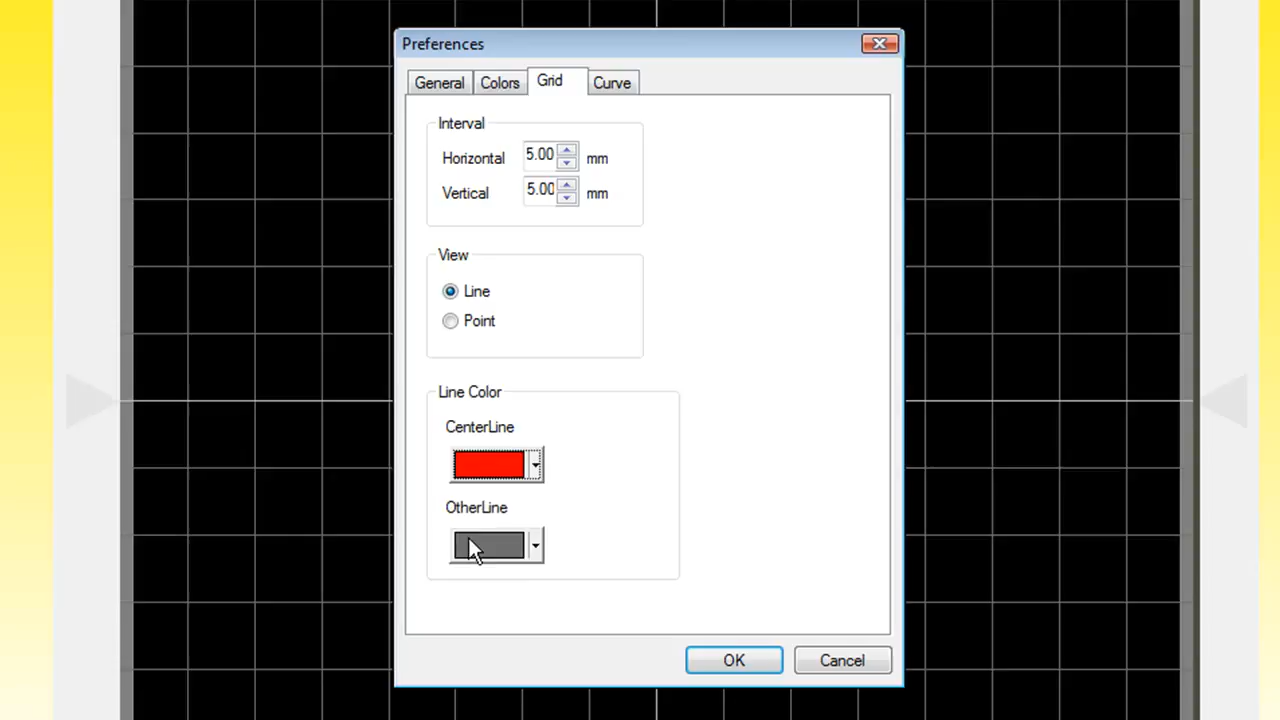 Preferences
General Colors Grid Curve
Interval
Horizontal 5.00 mm
Vertical 5.00 mm
View
Line
Point
Line Color
CenterLine
OtherLine
OK Cancel